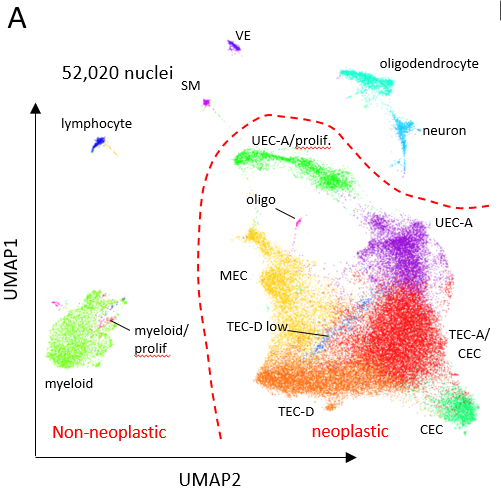 A
VE
52,020 nuclei
oligodendrocyte
SM
lymphocyte
neuron
UEC-A/prolif.
oligo
UEC-A
MEC
UMAP1
TEC-D low
myeloid/
prolif
TEC-A/
CEC
myeloid
TEC-D
CEC
Non-neoplastic
neoplastic
UMAP2